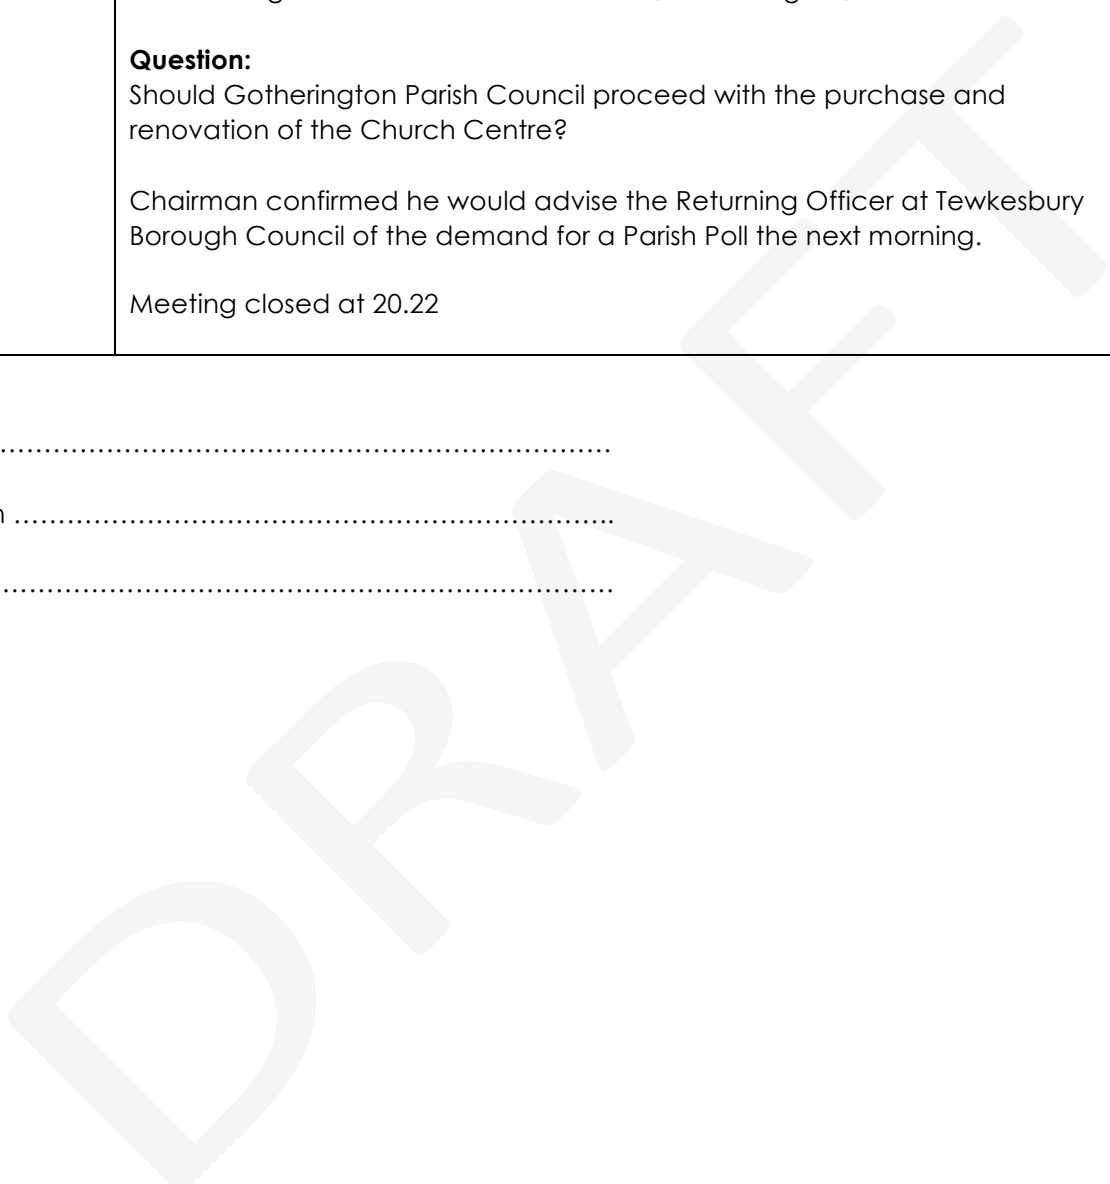 Question:
Should Gotherington Parish Council proceed with the purchase and
renovation of the Church Centre?
Chairman confirmed he would advise the Returning Officer at Tewkesbury
Borough Council of the demand for a Parish Poll the next morning.
Meeting closed at 20.22
……………………………………………………………
n …………………………………………………………..
……………………………………………………………
DRAFT